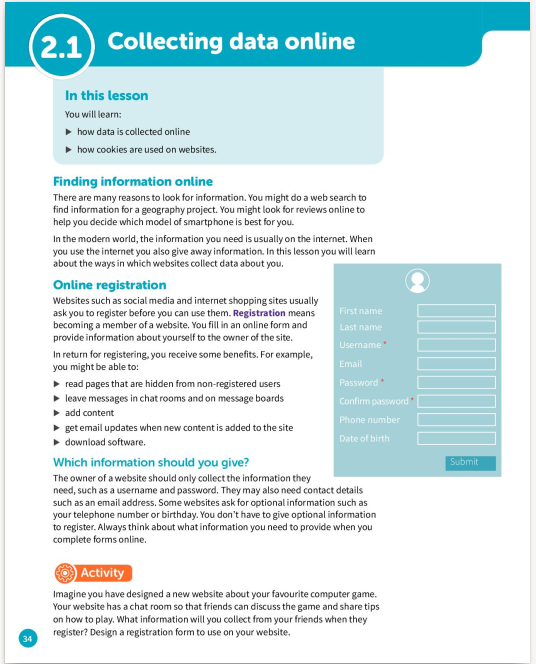 2.1
Collecting data online
In this lesson
You will learn:
▶ how data is collected online
▶ how cookies are used on websites.
Finding information online
There are many reasons to look for information. You might do a web search to
find information for a geography project. You might look for reviews online to
help you decide which model of smartphone is best for you.
In the modern world, the information you need is usually on the internet. When
you use the internet you also give away information. In this lesson you will learn
about the ways in which websites collect data about you.
Online registration
Websites such as social media and internet shopping sites usually
ask you to register before you can use them. Registration means
becoming a member of a website. You fill in an online form and
provide information about yourself to the owner of the site.
In return for registering, you receive some benefits. For example,
you might be able to:
▶ read pages that are hidden from non-registered users
▶ leave messages in chat rooms and on message boards
▶ add content
▶ get email updates when new content is added to the site
▶ download software.
First name
Last name
Username *
Email
Password *
Confirm password *
Phone number
Date of birth
Submit
Which information should you give?
The owner of a website should only collect the information they
need, such as a username and password. They may also need contact details
such as an email address. Some websites ask for optional information such as
your telephone number or birthday. You don't have to give optional information
to register. Always think about what information you need to provide when you
complete forms online.
Activity
Imagine you have designed a new website about your favourite computer game.
Your website has a chat room so that friends can discuss the game and share tips
on how to play. What information will you collect from your friends when they
register? Design a registration form to use on your website.
34